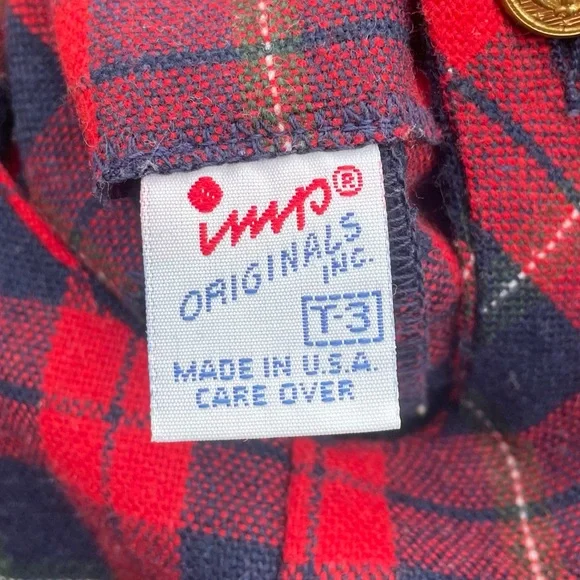 imp®
ORIGINALS
INC.
T-3
MADE IN U.S.A.
CARE OVER